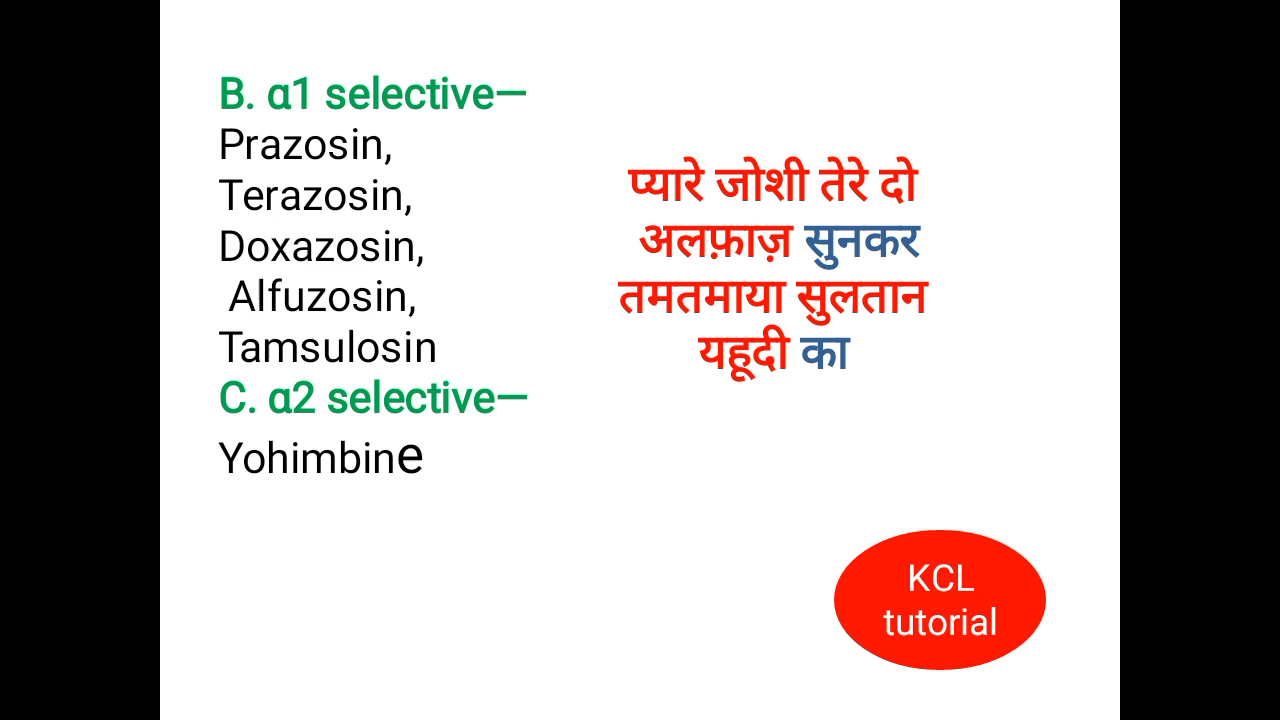 B. α1 selective—
Prazosin,
Terazosin,
Doxazosin,
Alfuzosin,
Tamsulosin
C. α2 selective—
Yohimbine
प्यारे जोशी तेरे दो
अलफ़ाज़ सुनकर
तमतमाया सुलतान
यहूदी का
KCL
tutorial